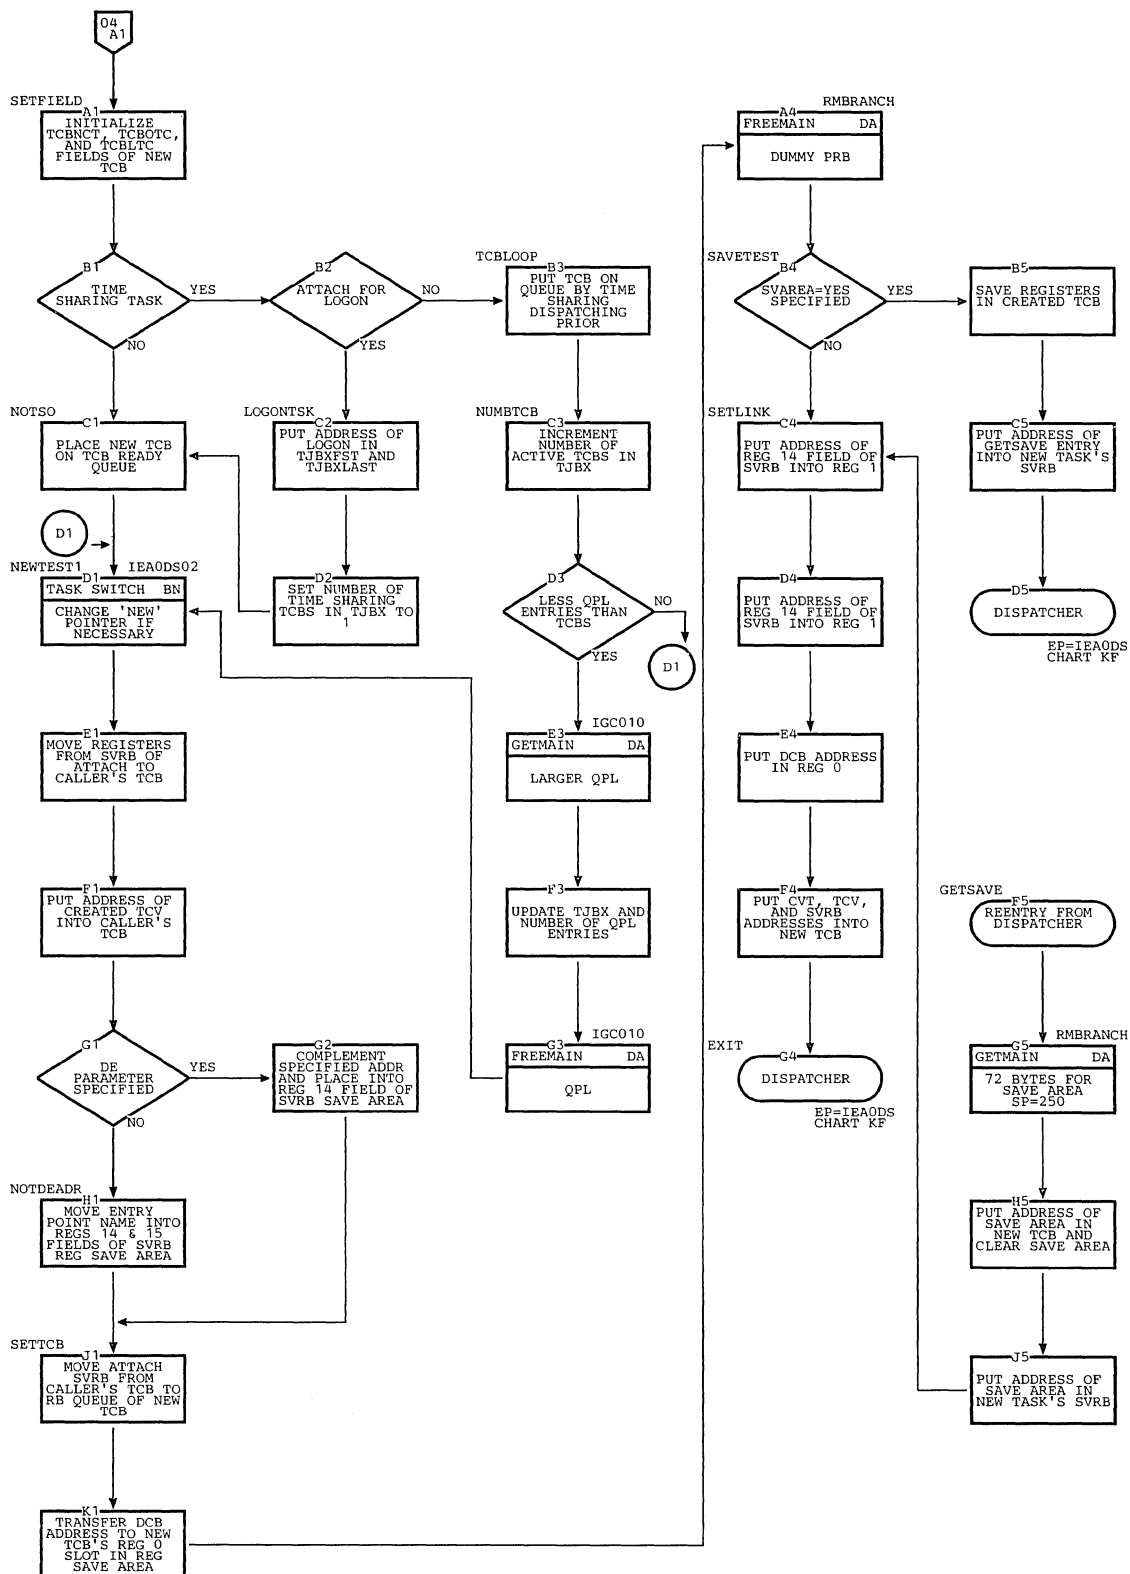 04
A1
SETFIELD
A1
INITIALIZE
TCBNCT, TCBOTC,
AND TCBLTC
FIELDS OF NEW
TCB
B1
TIME
SHARING TASK
YES
NO
B2
ATTACH FOR
LOGON
NO
YES
TCBLOOP
B3
PUT TCB ON
QUEUE BY TIME
SHARING
DISPATCHING
PRIOR
NOTSO
C1
PLACE NEW TCB
ON TCB READY
QUEUE
LOGONTSK
C2
PUT ADDRESS OF
LOGON IN
TJBXFST AND
TJBXLAST
NUMBTCB
C3
INCREMENT
NUMBER OF
ACTIVE TCBS IN
TJBX
D1
NEWTEST1
IEA0DS02
D1
TASK SWITCH BN
CHANGE 'NEW'
POINTER IF
NECESSARY
D2
SET NUMBER OF
TIME SHARING
TCBS IN TJBX TO
1
D3
LESS QPL
ENTRIES THAN
TCBS
NO
YES
D1
E1
MOVE REGISTERS
FROM SVRB OF
ATTACH TO
CALLER'S TCB
IGC010
E3
GETMAIN DA
LARGER QPL
F1
PUT ADDRESS OF
CREATED TCV
INTO CALLER'S
TCB
F3
UPDATE TJBX AND
NUMBER OF QPL
ENTRIES
G1
DE
PARAMETER
SPECIFIED
YES
NO
G2
COMPLEMENT
SPECIFIED ADDR
AND PLACE INTO
REG 14 FIELD OF
SVRB SAVE AREA
IGC010
G3
FREEMAIN DA
QPL
NOTDEADR
H1
MOVE ENTRY
POINT NAME INTO
REGS 14 & 15
FIELDS OF SVRB
REG SAVE AREA
SETTCB
J1
MOVE ATTACH
SVRB FROM
CALLER'S TCB TO
RB QUEUE OF NEW
TCB
K1
TRANSFER DCB
ADDRESS TO NEW
TCB'S REG 0
SLOT IN REG
SAVE AREA
RMBRANCH
A4
FREEMAIN DA
DUMMY PRB
SAVETEST
B4
SVAREA=YES
SPECIFIED
YES
NO
B5
SAVE REGISTERS
IN CREATED TCB
SETLINK
C4
PUT ADDRESS OF
REG 14 FIELD OF
SVRB INTO REG 1
C5
PUT ADDRESS OF
GETSAVE ENTRY
INTO NEW TASK'S
SVRB
D4
PUT ADDRESS OF
REG 14 FIELD OF
SVRB INTO REG 1
D5
DISPATCHER
EP=IEA0DS
CHART KF
E4
PUT DCB ADDRESS
IN REG 0
F4
PUT CVT, TCV,
AND SVRB
ADDRESSES INTO
NEW TCB
GETSAVE
F5
REENTRY FROM
DISPATCHER
EXIT
G4
DISPATCHER
EP=IEA0DS
CHART KF
RMBRANCH
G5
GETMAIN DA
72 BYTES FOR
SAVE AREA
SP=250
H5
PUT ADDRESS OF
SAVE AREA IN
NEW TCB AND
CLEAR SAVE AREA
J5
PUT ADDRESS OF
SAVE AREA IN
NEW TASK'S SVRB